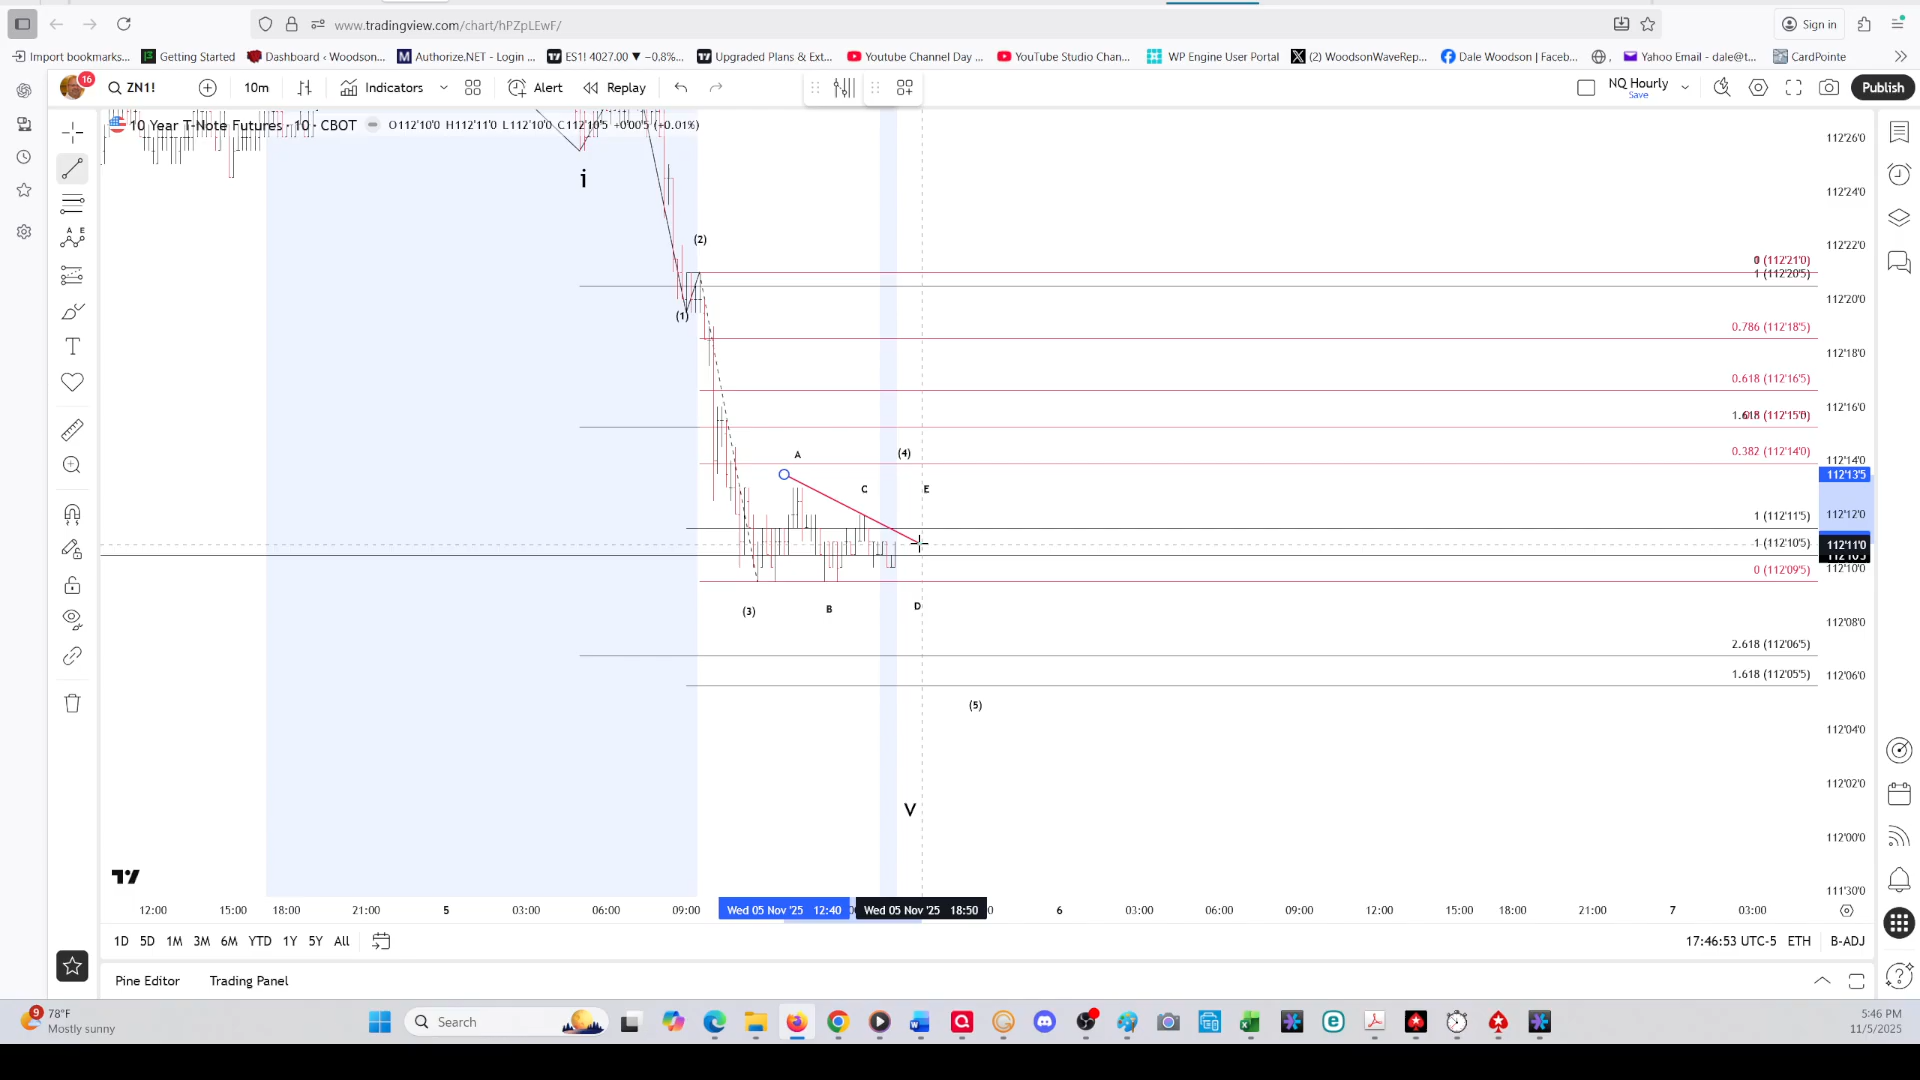 www.tradingview.com/chart/hPZpLEwF/
Sign in
Import bookmarks...
Getting Started
Dashboard ‹ Woodson...
Authorize.NET - Login ...
ES1! 4027.00 ▼ −0.8%...
Upgraded Plans & Ext...
Youtube Channel Day ...
YouTube Studio Chan...
WP Engine User Portal
(2) WoodsonWaveRep...
Dale Woodson | Faceb...
Yahoo Email - dale@t...
CardPointe
16
ZN1!
10m
Indicators
Alert
Replay
NQ Hourly
Save
Publish
10 Year T-Note Futures · 10 · CBOT
O112'10'0 H112'11'0 L112'10'0 C112'10'5 +0'00'5 (+0.01%)
112'26'0
i
112'24'0
(2)
112'22'0
(112'21'0)
1 (112'20'5)
112'20'0
(1)
0.786 (112'18'5)
112'18'0
0.618 (112'16'5)
112'16'0
(112'15'0)
A
(4)
0.382 (112'14'0)
112'14'0
112'13'5
C
E
1 (112'11'5)
112'12'0
1 (112'10'5)
112'11'0
0 (112'09'5)
112'10'0
(3)
B
D
112'08'0
2.618 (112'06'5)
1.618 (112'05'5)
112'06'0
(5)
112'04'0
112'02'0
V
112'00'0
111'30'0
12:00
15:00
18:00
21:00
5
03:00
06:00
09:00
Wed 05 Nov '25 12:40
Wed 05 Nov '25 18:50
6
03:00
06:00
09:00
12:00
15:00
18:00
21:00
7
03:00
1D 5D 1M 3M 6M YTD 1Y 5Y All
17:46:53 UTC-5 ETH B-ADJ
Pine Editor
Trading Panel
9
78°F
Mostly sunny
Search
5:46 PM
11/5/2025